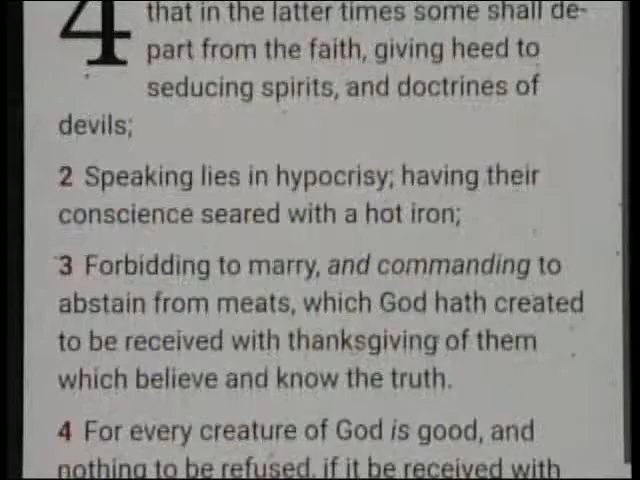 4 that in the latter times some shall de-
part from the faith, giving heed to
seducing spirits, and doctrines of
devils;
2 Speaking lies in hypocrisy; having their
conscience seared with a hot iron;
3 Forbidding to marry, and commanding to
abstain from meats, which God hath created
to be received with thanksgiving of them
which believe and know the truth.
4 For every creature of God is good, and
nothing to be refused, if it be received with